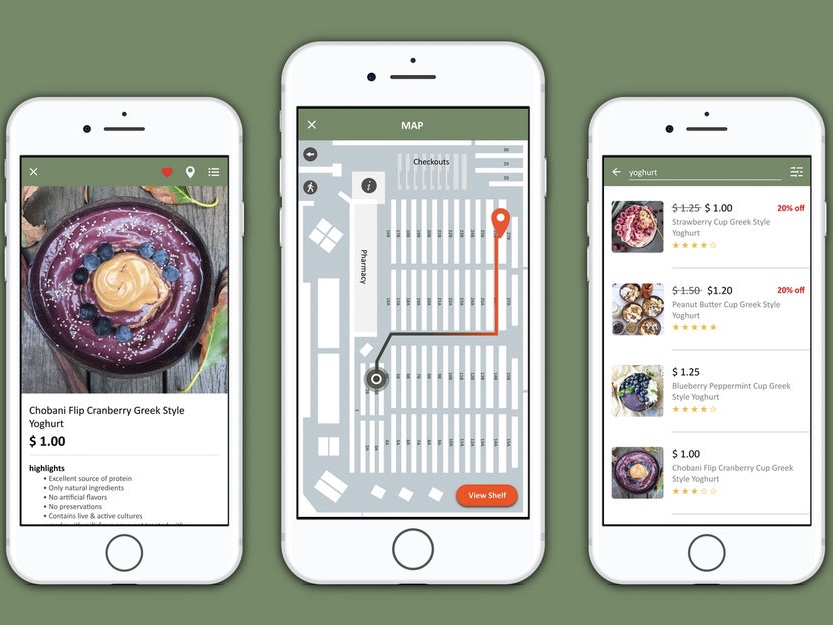 Chobani Flip Cranberry Greek Style
Yoghurt
$ 1.00
highlights
• Excellent source of protein
• Only natural ingredients
• No artificial flavors
• No preservations
• Contains live & active cultures
MAP
Checkouts
Pharmacy
View Shelf
yoghurt
$ 1.25 $ 1.00
20% off
Strawberry Cup Greek Style
Yoghurt
$ 1.50 $1.20
20% off
Peanut Butter Cup Greek Style
Yoghurt
$ 1.25
Blueberry Peppermint Cup Greek
Style Yoghurt
$ 1.00
Chobani Flip Cranberry Cup Greek
Style Yoghurt